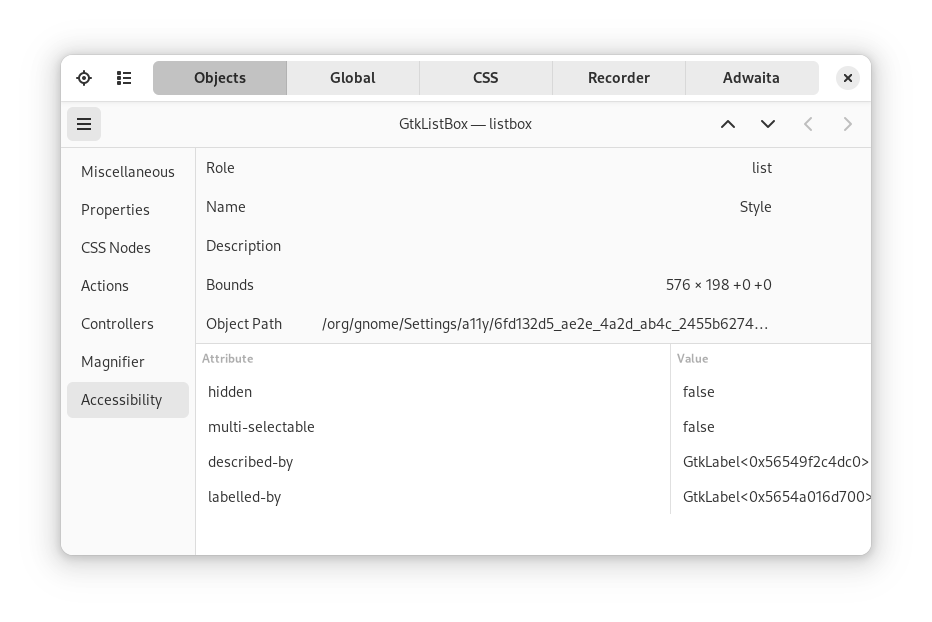 Objects Global CSS Recorder Adwaita
GtkListBox — listbox
Miscellaneous
Properties
CSS Nodes
Actions
Controllers
Magnifier
Accessibility
Role list
Name Style
Description
Bounds 576 × 198 +0 +0
Object Path /org/gnome/Settings/a11y/6fd132d5_ae2e_4a2d_ab4c_2455b6274…
Attribute Value
hidden false
multi-selectable false
described-by GtkLabel<0x56549f2c4dc0>
labelled-by GtkLabel<0x5654a016d700>